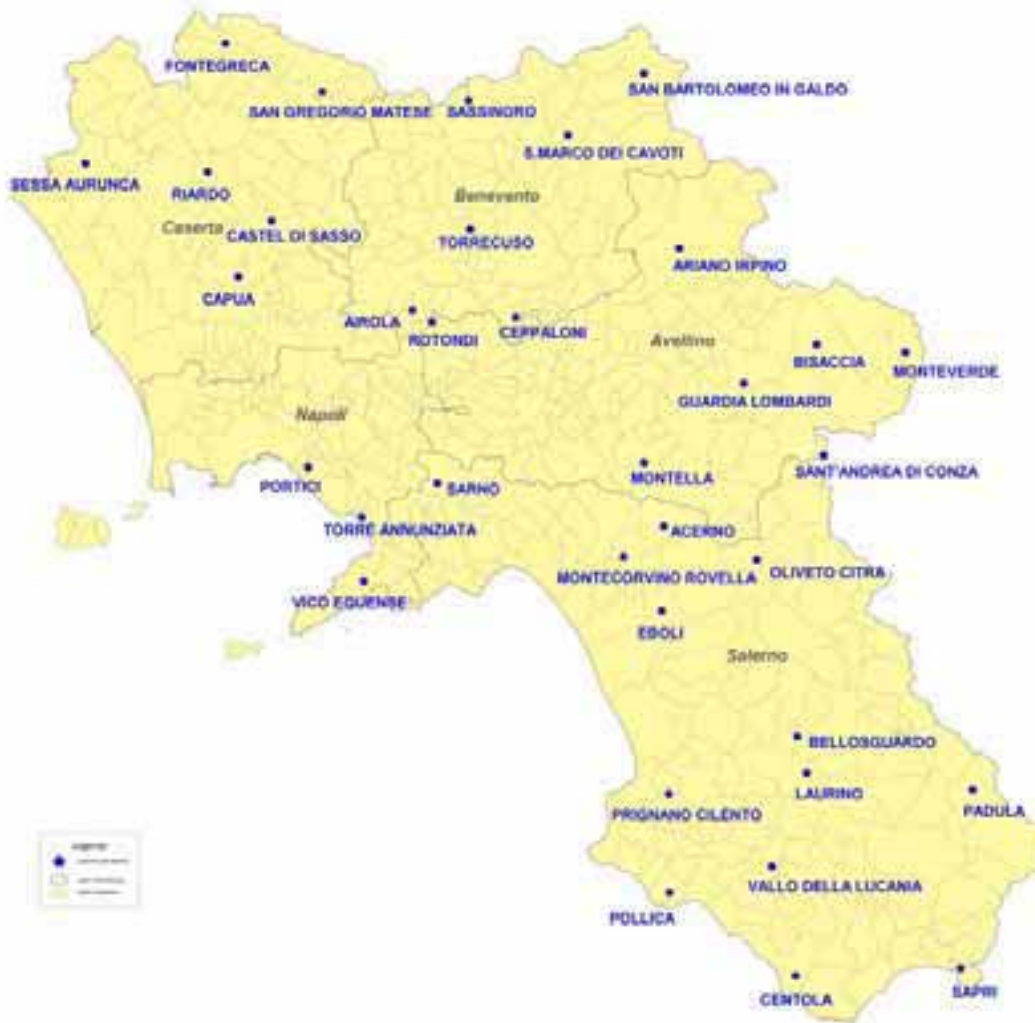 FONTEGRECA
SAN BARTOLOMEO IN GALDO
SAN GREGORIO MATESE
SASSINORO
S.MARCO DEI CAVOTI
SESSA AURUNCA
RIARDO
Benevento
Caserta
CASTEL DI SASSO
TORRECUSO
ARIANO IRPINO
CAPUA
AIROLA
ROTONDI
CEPPALONI
Avellino
BISACCIA
MONTEVERDE
GUARDIA LOMBARDI
Napoli
PORTICI
SARNO
MONTELLA
SANT'ANDREA DI CONZA
TORRE ANNUNZIATA
ACERNO
MONTECORVINO ROVELLA
OLIVETO CITRA
VICO EQUENSE
EBOLI
Salerno
BELLOSGUARDO
LAURINO
PADULA
PRIGNANO CILENTO
VALLO DELLA LUCANIA
POLLICA
CENTOLA
SAPRI